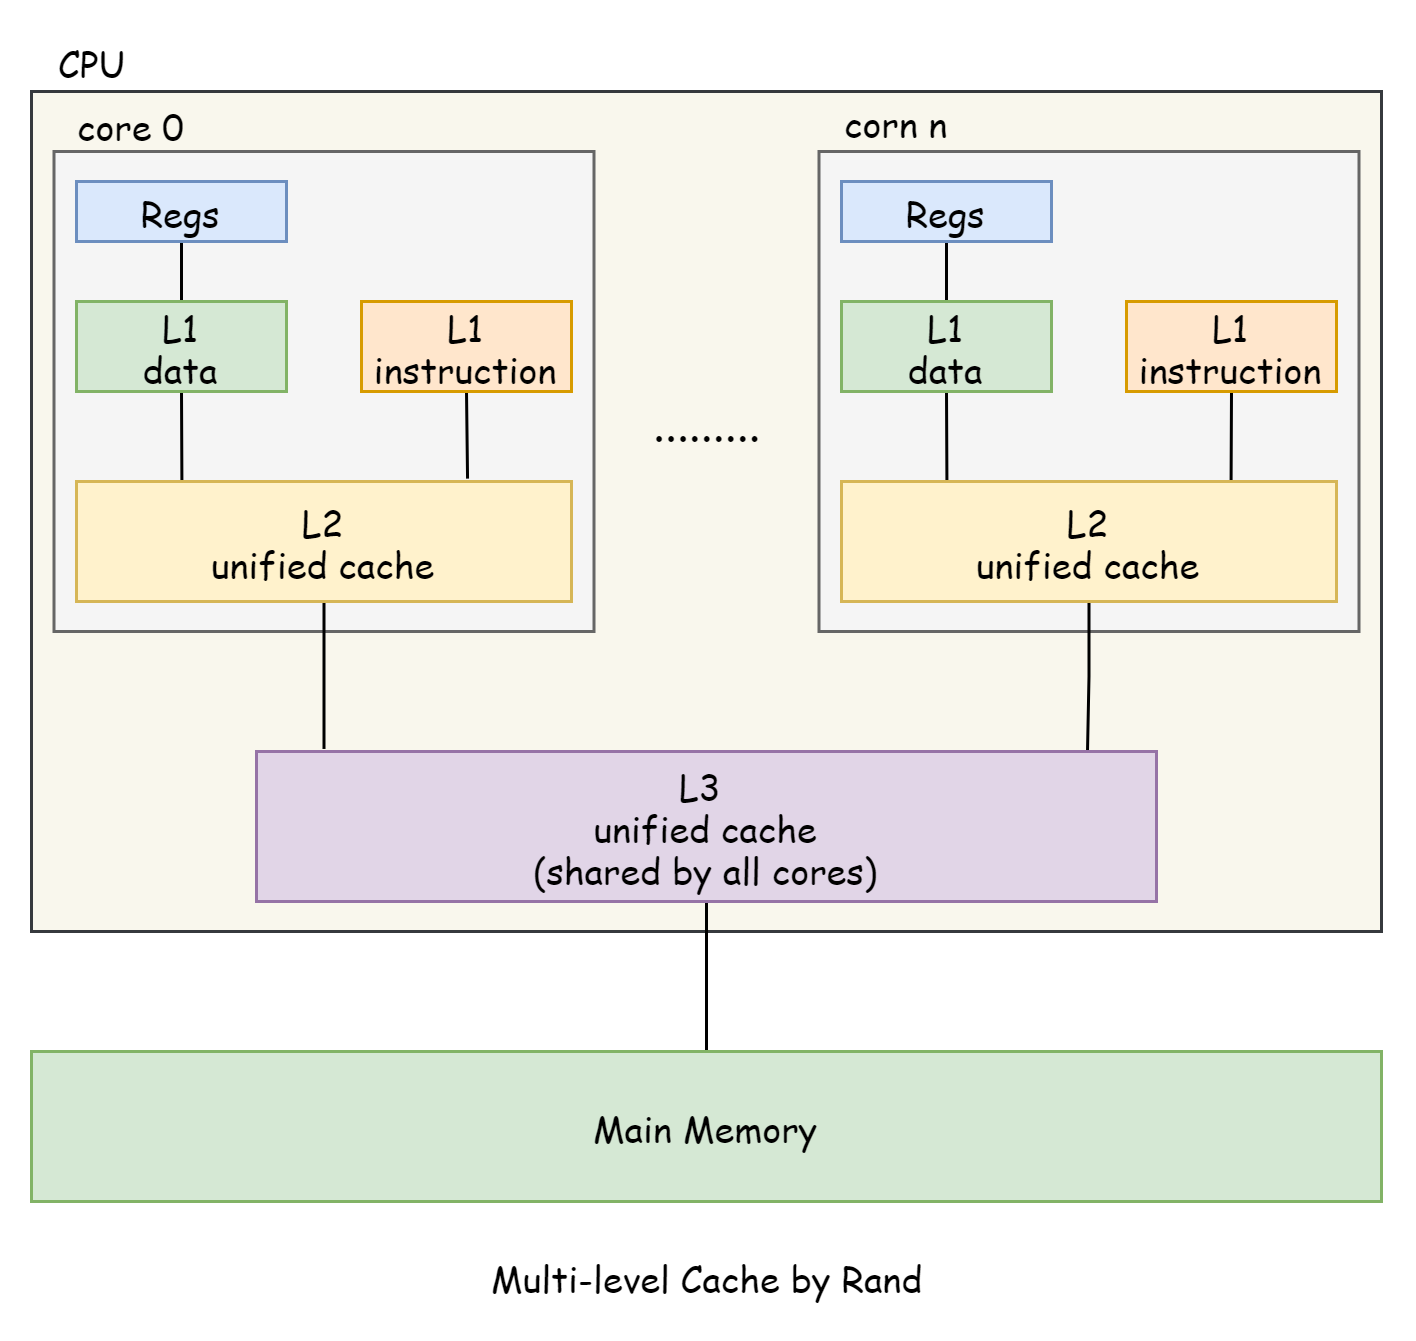 CPU
core 0
Regs
L1
data
L1
instruction
L2
unified cache
.........
corn n
Regs
L1
data
L1
instruction
L2
unified cache
L3
unified cache
(shared by all cores)
Main Memory
Multi-level Cache by Rand